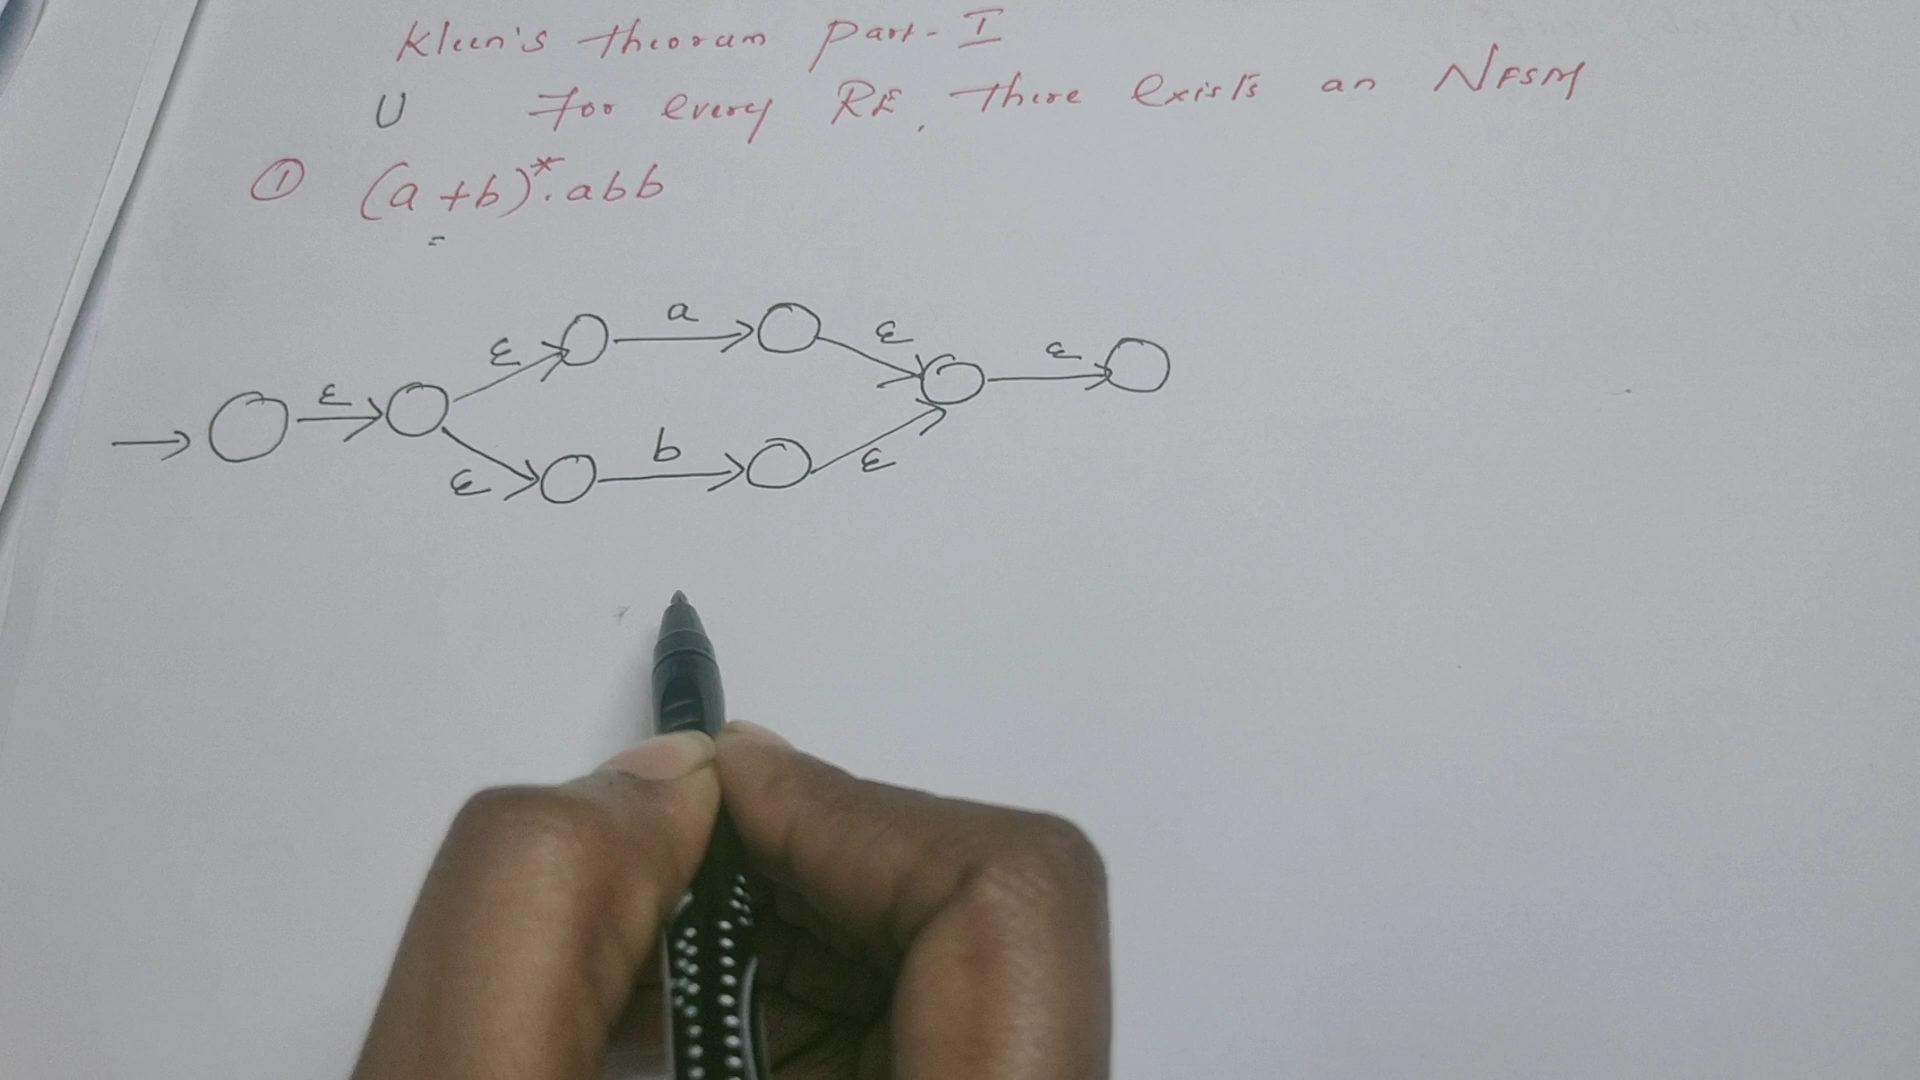 Kleen's theorum part-I
U For every RE, there exists an NFSM
① (a+b)*.abb
ε a ε ε
ε
ε b ε